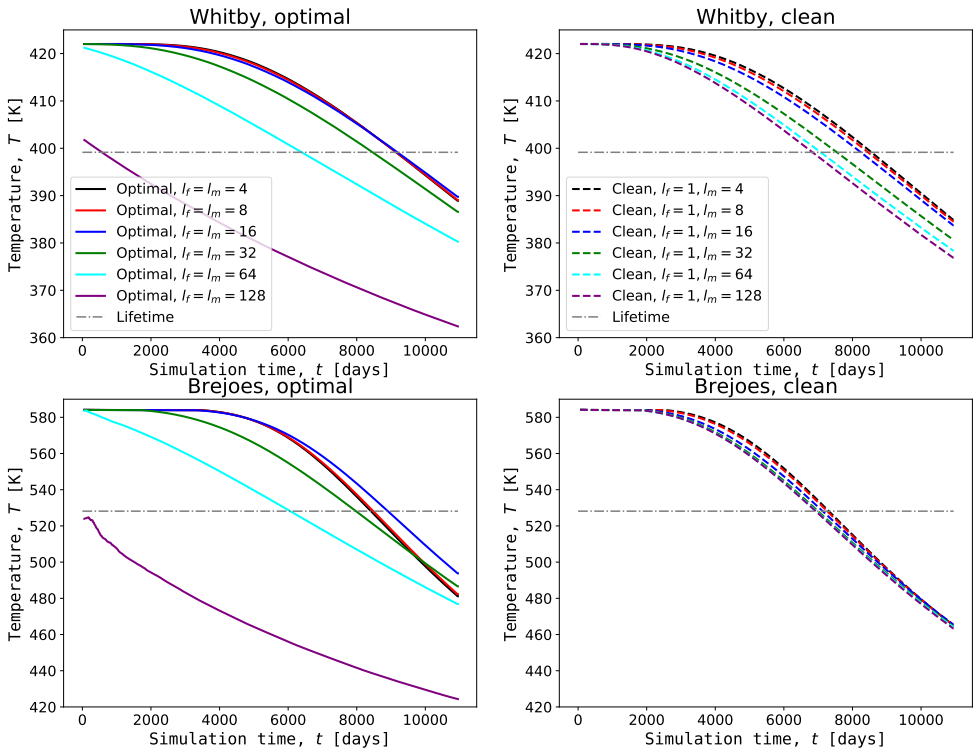 Whitby, optimal
Temperature, T [K]
420
410
400
390
380
370
360
Optimal, l_f = l_m = 4
Optimal, l_f = l_m = 8
Optimal, l_f = l_m = 16
Optimal, l_f = l_m = 32
Optimal, l_f = l_m = 64
Optimal, l_f = l_m = 128
Lifetime
0 2000 4000 6000 8000 10000
Simulation time, t [days]
Whitby, clean
Temperature, T [K]
420
410
400
390
380
370
360
Clean, l_f = 1, l_m = 4
Clean, l_f = 1, l_m = 8
Clean, l_f = 1, l_m = 16
Clean, l_f = 1, l_m = 32
Clean, l_f = 1, l_m = 64
Clean, l_f = 1, l_m = 128
Lifetime
0 2000 4000 6000 8000 10000
Simulation time, t [days]
Brejoes, optimal
Temperature, T [K]
580
560
540
520
500
480
460
440
420
0 2000 4000 6000 8000 10000
Simulation time, t [days]
Brejoes, clean
Temperature, T [K]
580
560
540
520
500
480
460
440
420
0 2000 4000 6000 8000 10000
Simulation time, t [days]